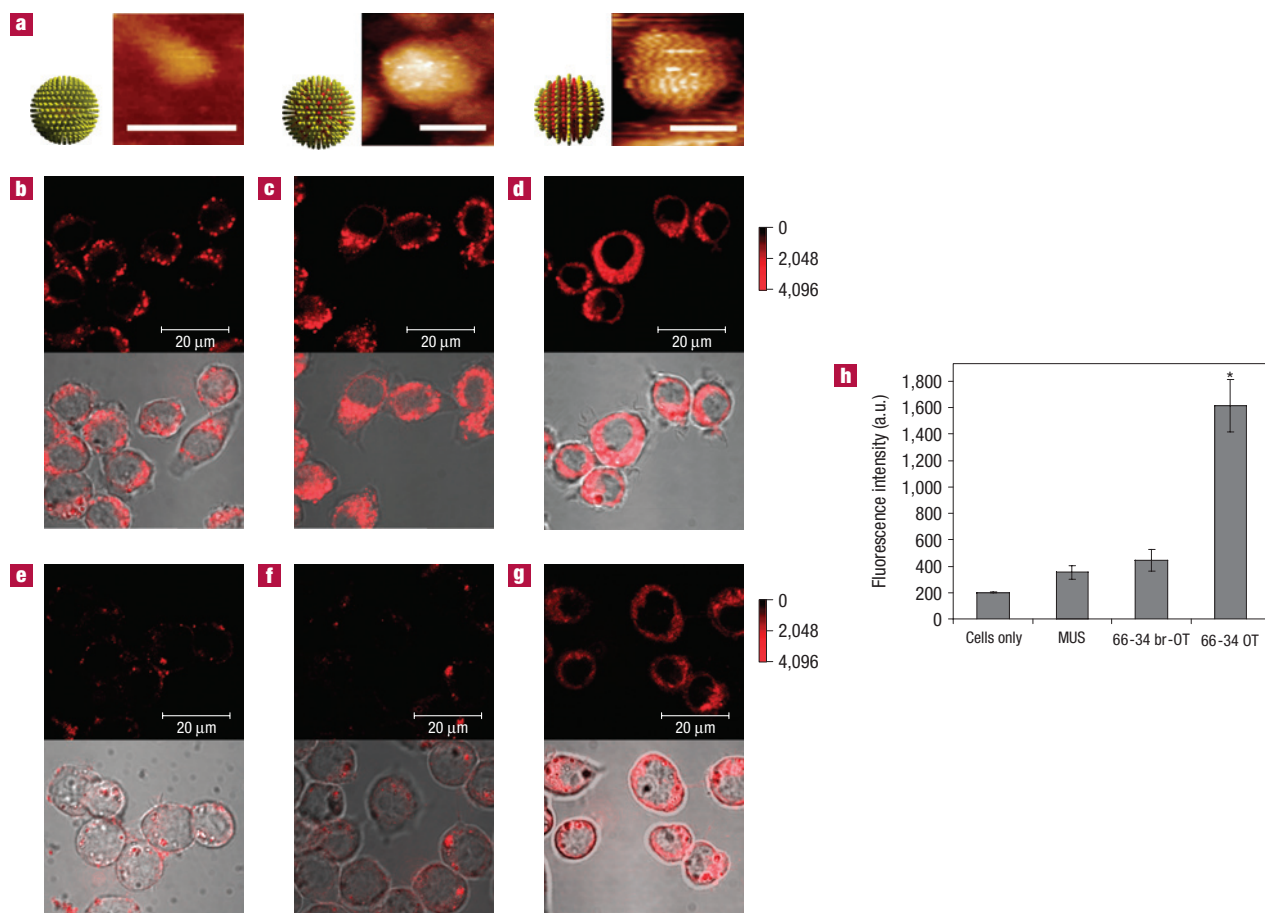 a
b
c
d
20 μm
20 μm
20 μm
0
2,048
4,096
e
f
g
20 μm
20 μm
20 μm
0
2,048
4,096
h
Fluorescence intensity (a.u.)
1,800
1,600
1,400
1,200
1,000
800
600
400
200
0
*
Cells only
MUS
66-34 br-OT
66-34 OT